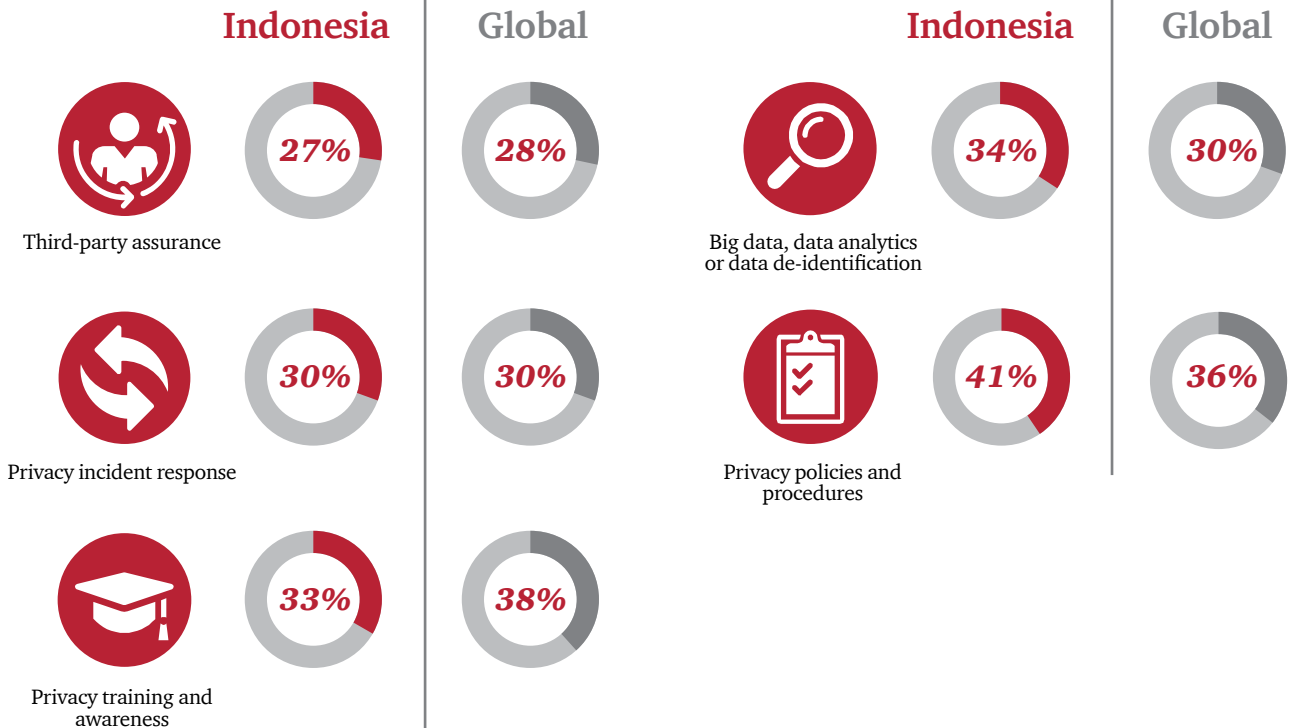 Indonesia
Global
27%
28%
Third-party assurance
30%
30%
Privacy incident response
33%
38%
Privacy training and
awareness
Indonesia
Global
34%
30%
Big data, data analytics
or data de-identification
41%
36%
Privacy policies and
procedures